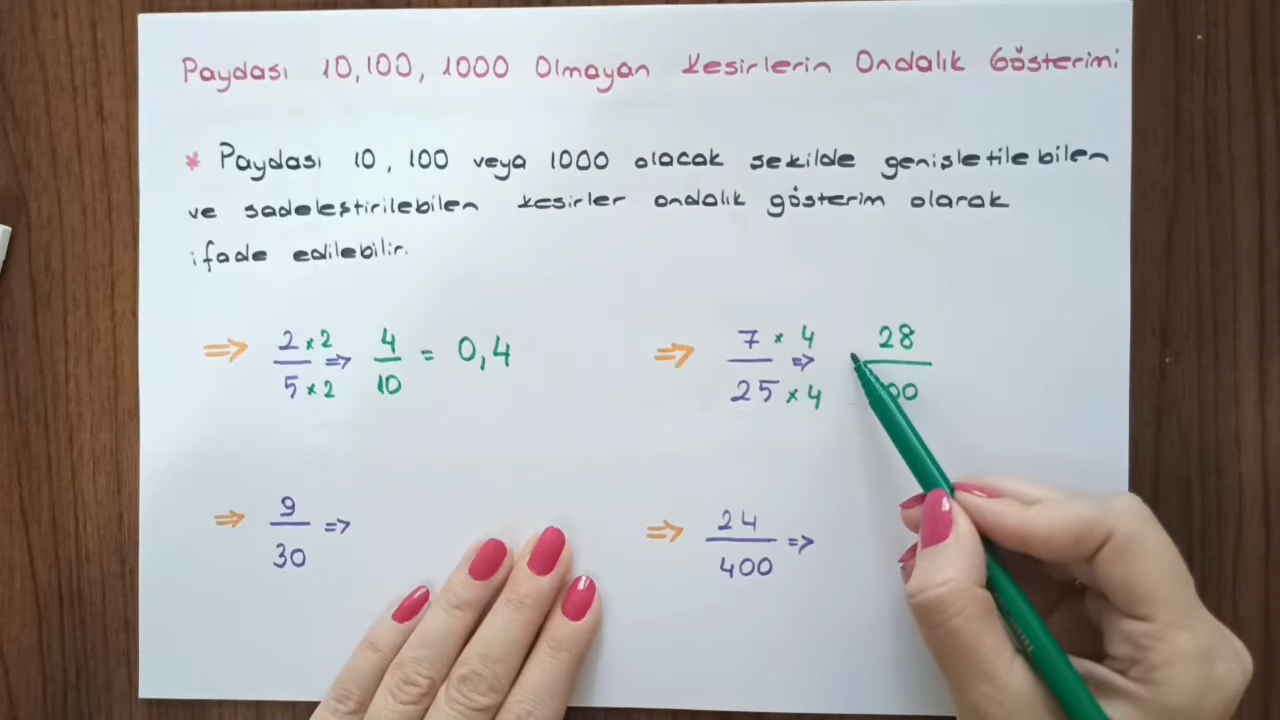 Paydası 10,100, 1000 Olmayan Kesirlerin Ondalık Gösterimi
* Paydası 10, 100 veya 1000 olacak şekilde genişletilebilen
ve sadeleştirilebilen kesirler ondalık gösterim olarak
ifade edilebilir.
⇒ 2×2/5×2 ⇒ 4/10 = 0,4
⇒ 7×4/25×4 ⇒ 28/00
⇒ 9/30 ⇒
⇒ 24/400 ⇒